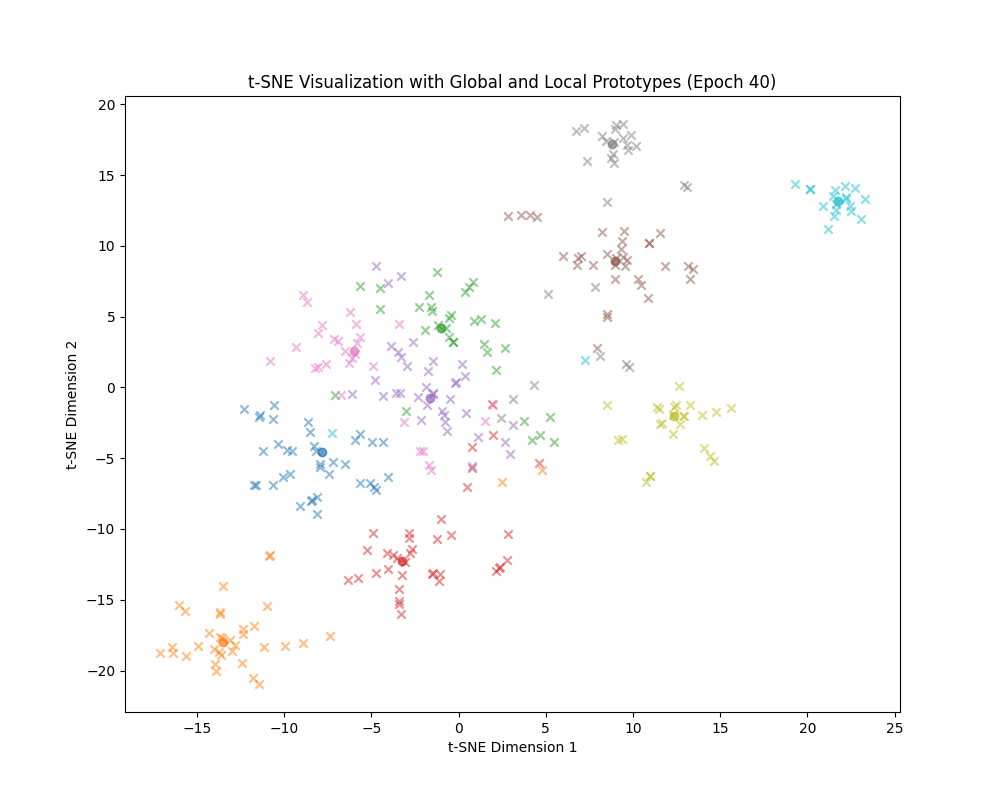 t-SNE Visualization with Global and Local Prototypes (Epoch 40)
20
15
10
5
0
−5
−10
−15
−20
t-SNE Dimension 2
−15 −10 −5 0 5 10 15 20 25
t-SNE Dimension 1